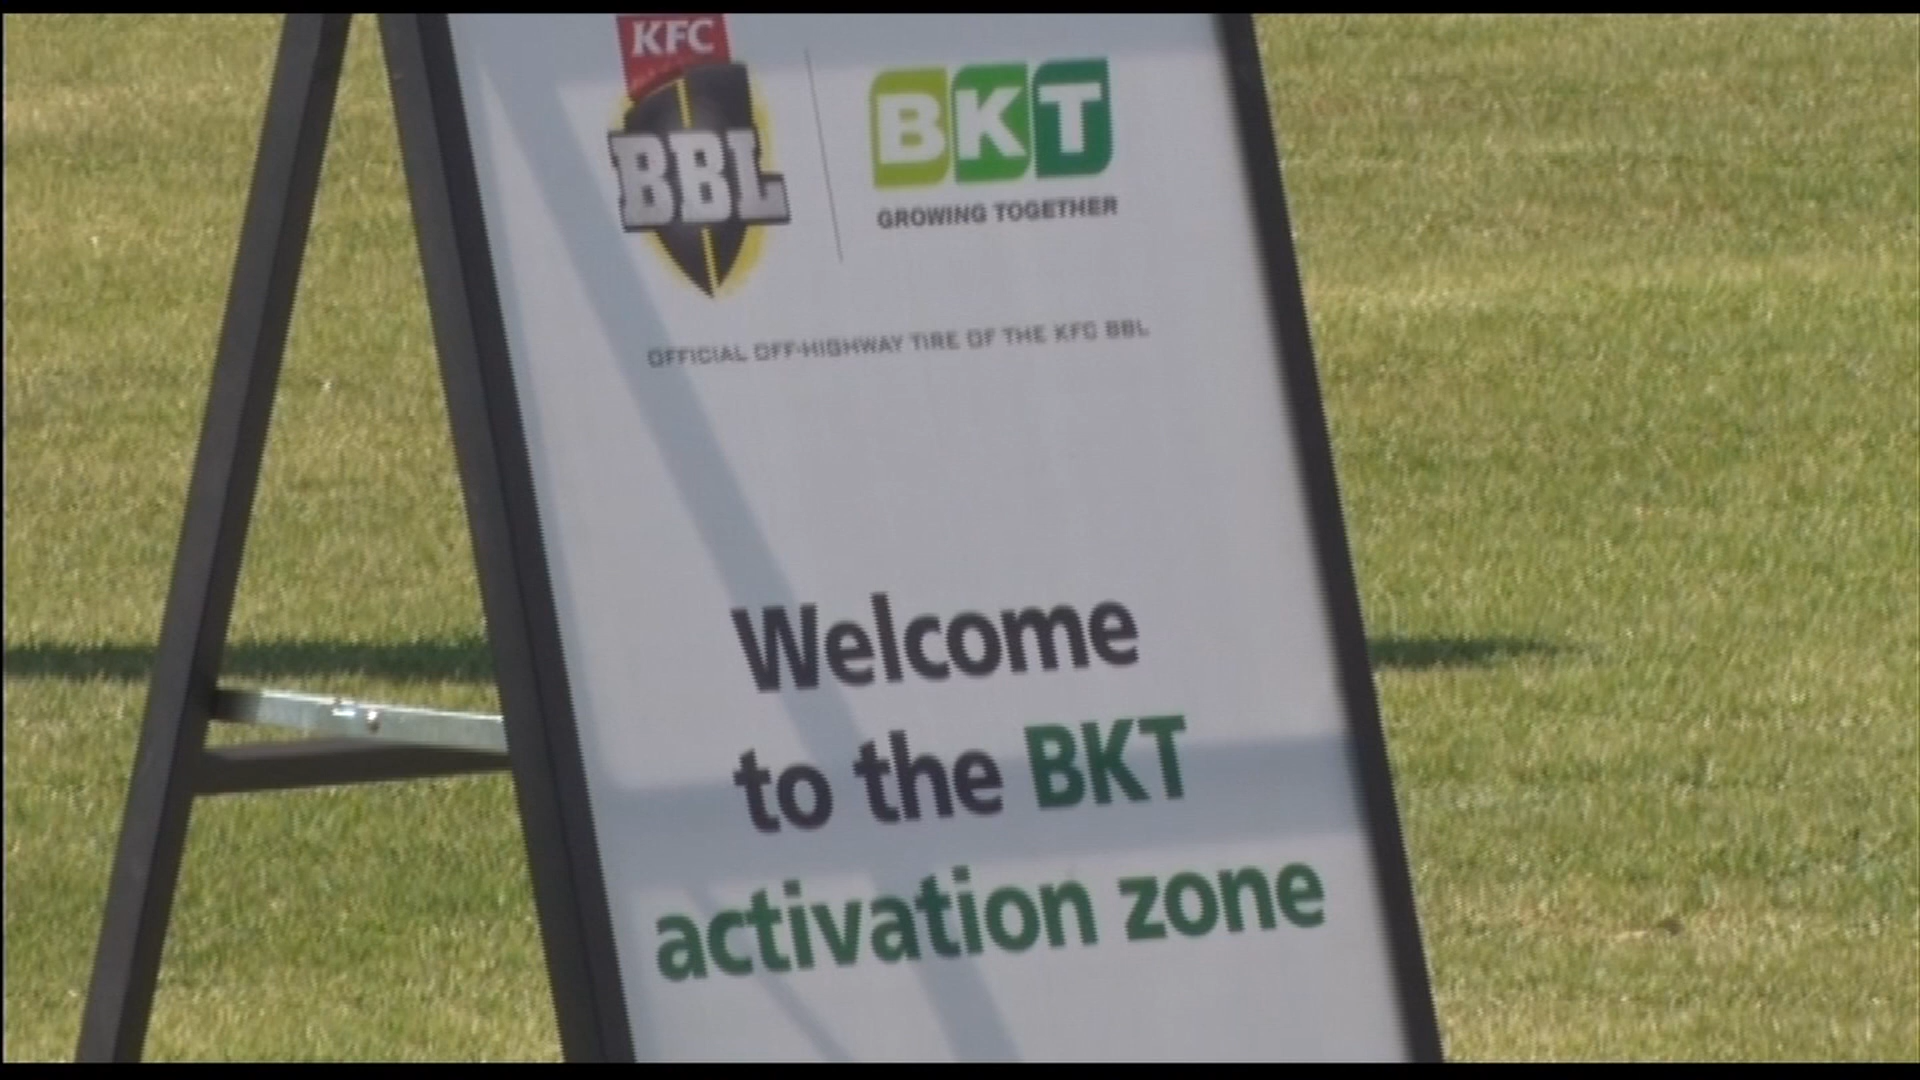 KFC
BBL
BKT
GROWING TOGETHER
OFFICIAL OFF-HIGHWAY TIRE OF THE KFC BBL
Welcome
to the BKT
activation zone